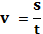 v = s/t